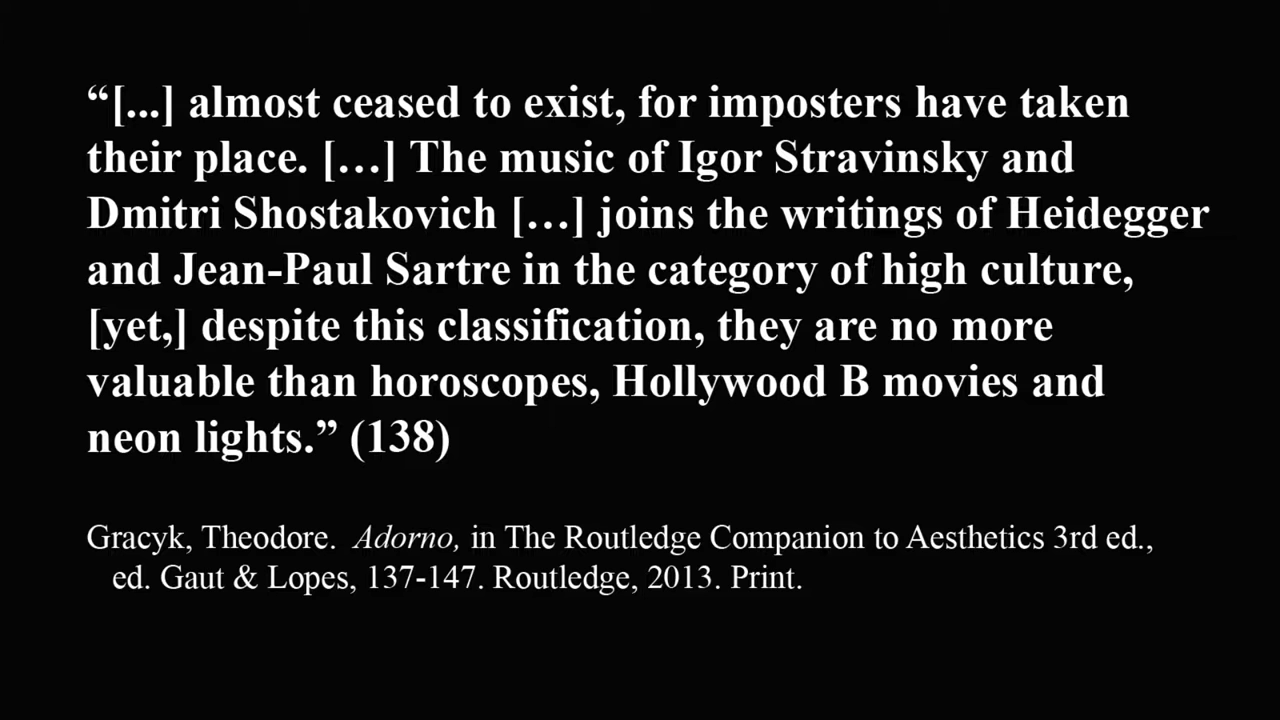 “[...] almost ceased to exist, for imposters have taken
their place. […] The music of Igor Stravinsky and
Dmitri Shostakovich […] joins the writings of Heidegger
and Jean-Paul Sartre in the category of high culture,
[yet,] despite this classification, they are no more
valuable than horoscopes, Hollywood B movies and
neon lights.” (138)
Gracyk, Theodore.  Adorno, in The Routledge Companion to Aesthetics 3rd ed.,
ed. Gaut & Lopes, 137-147. Routledge, 2013. Print.